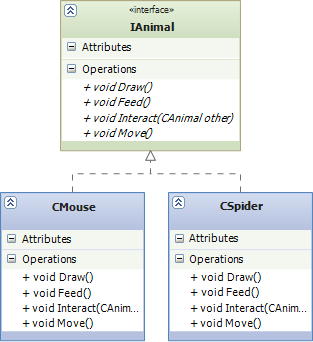 «interface»
IAnimal
Attributes
Operations
+ void Draw()
+ void Feed()
+ void Interact(CAnimal other)
+ void Move()
CMouse
Attributes
Operations
+ void Draw()
+ void Feed()
+ void Interact(CAnim...
+ void Move()
CSpider
Attributes
Operations
+ void Draw()
+ void Feed()
+ void Interact(CAnim...
+ void Move()